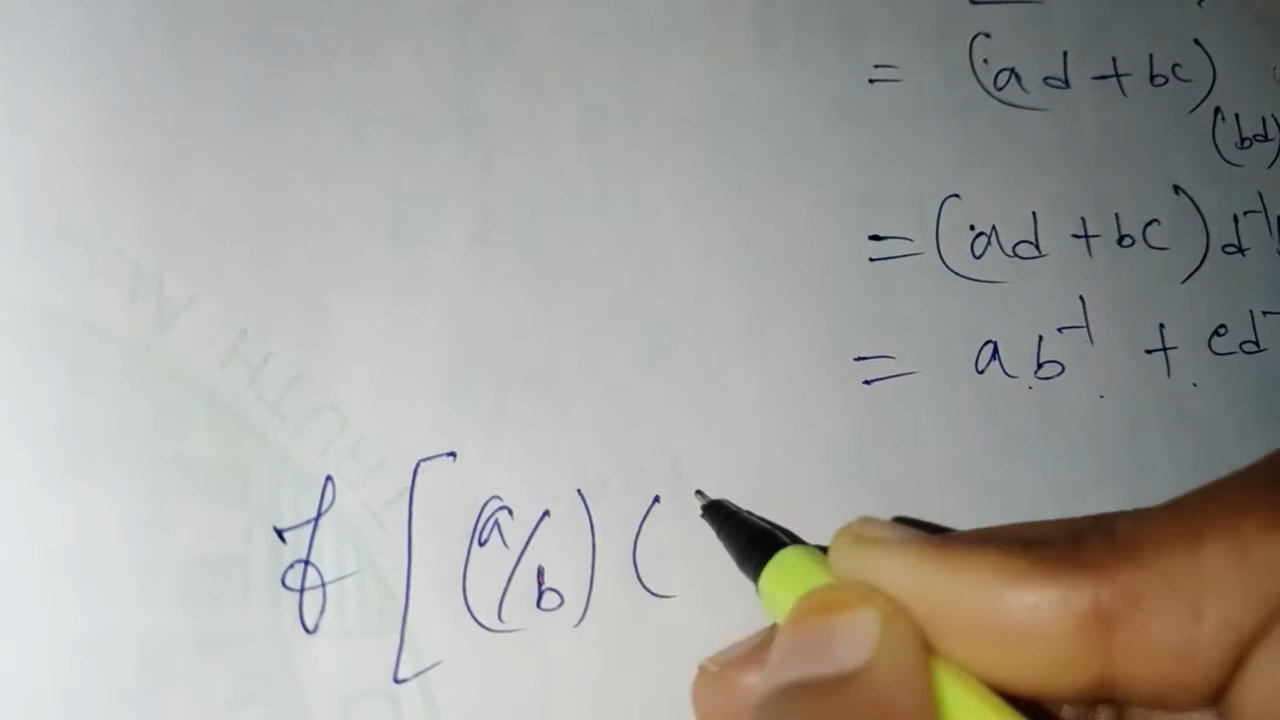 = (ad + bc)
(bd)
= (ad + bc) d⁻¹
= ab⁻¹ + cd⁻
f [(a/b) (